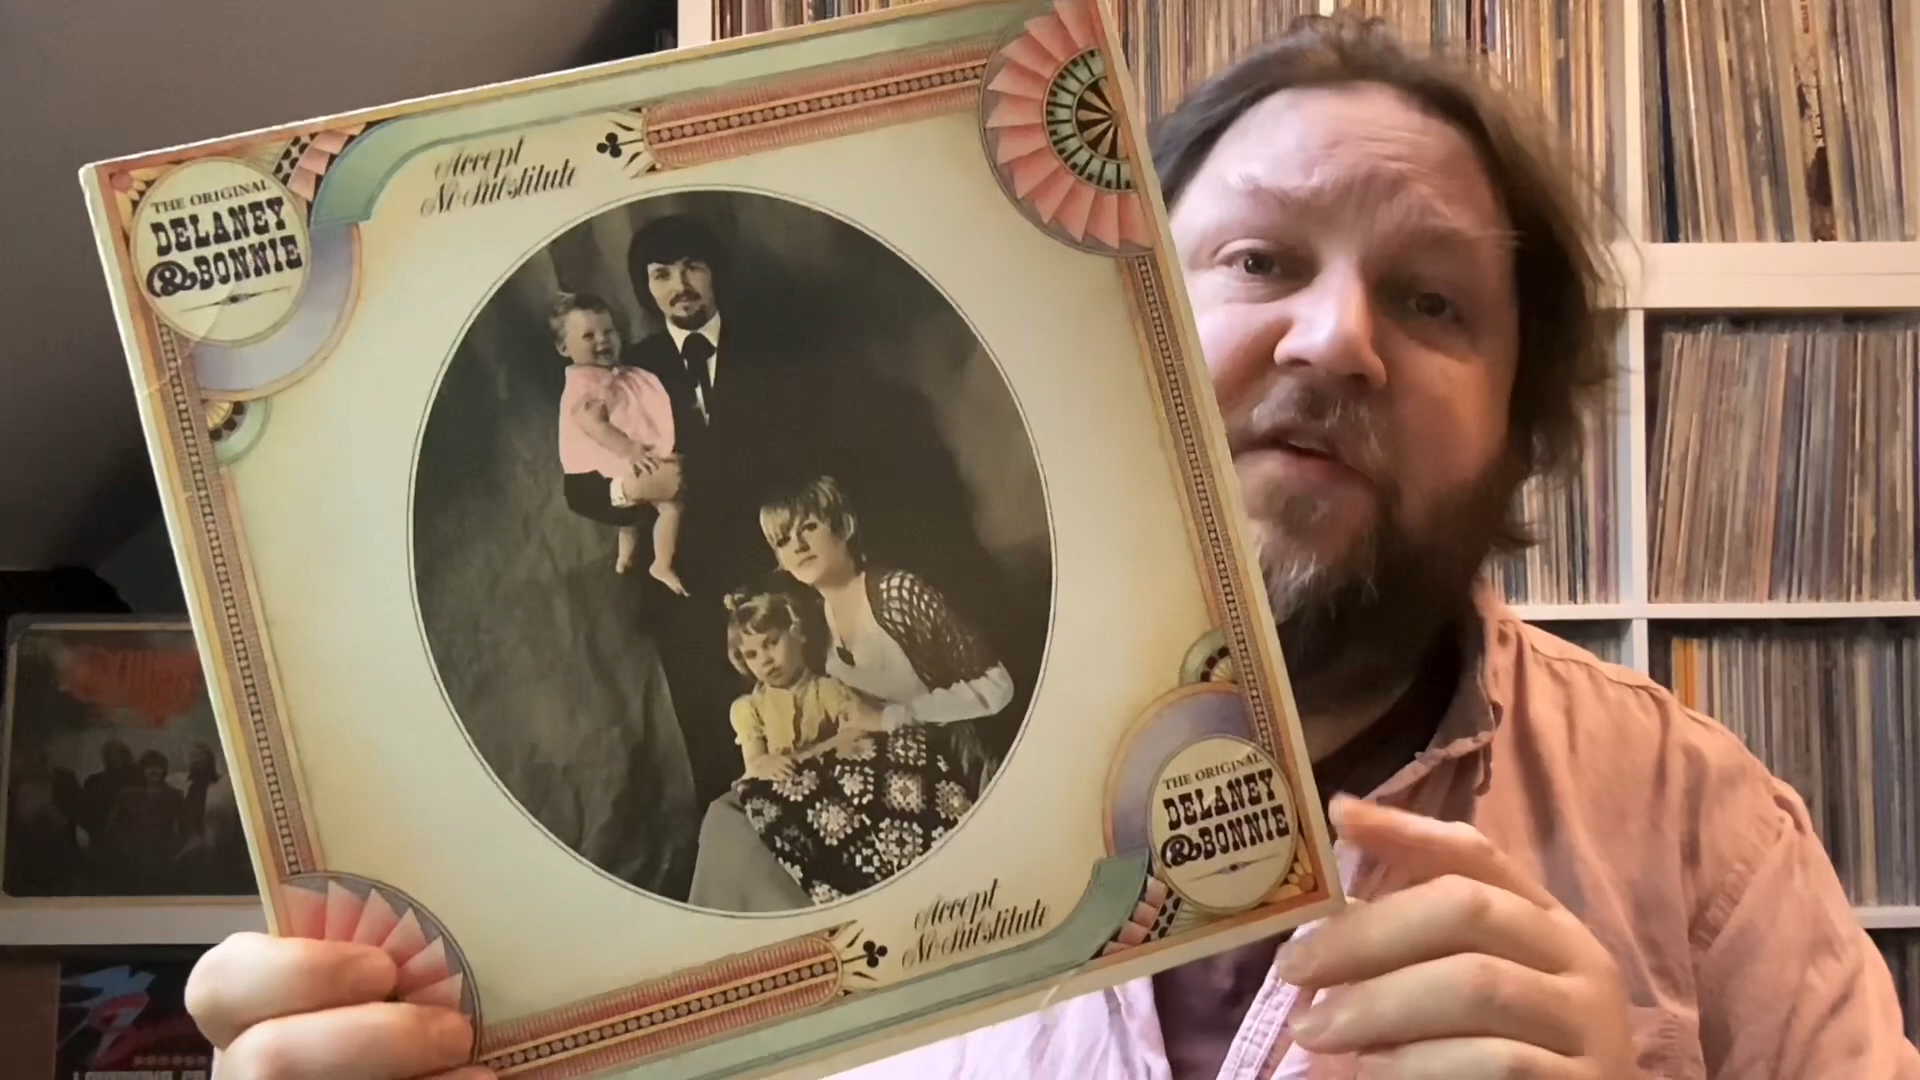 Accept
No Substitute
THE ORIGINAL
DELANEY
& BONNIE
THE ORIGINAL
DELANEY
& BONNIE
Accept
No Substitute